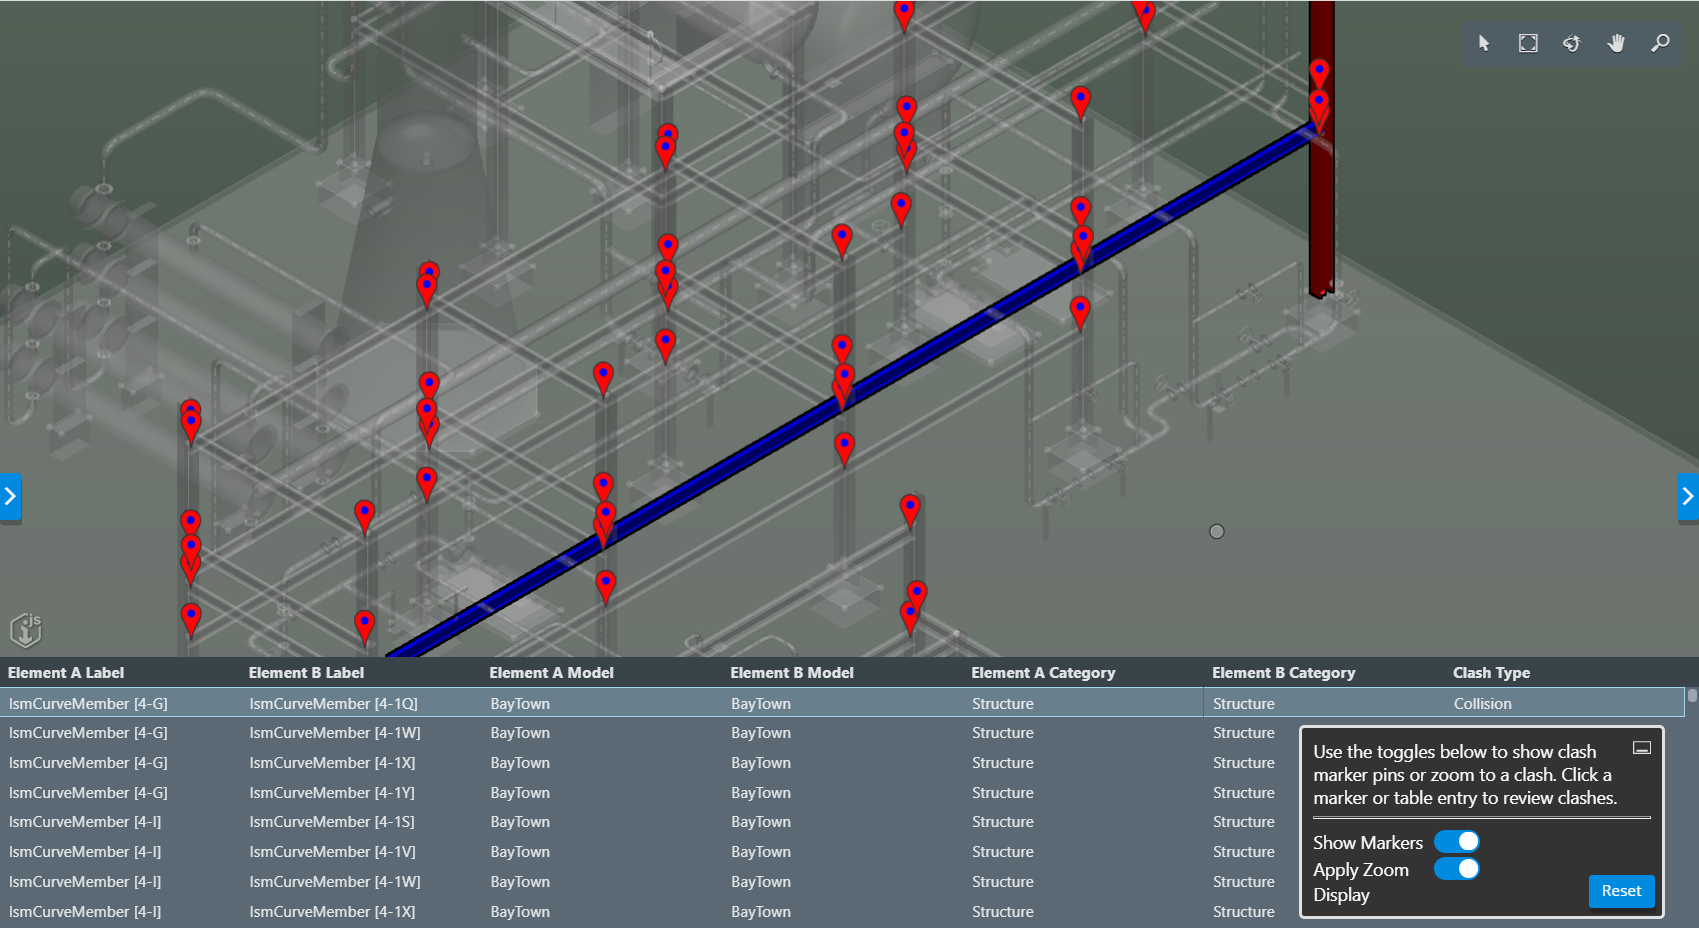 js
Element A Label Element B Label Element A Model Element B Model Element A Category Element B Category Clash Type
IsmCurveMember [4-G] IsmCurveMember [4-1Q] BayTown BayTown Structure Structure Collision
IsmCurveMember [4-G] IsmCurveMember [4-1W] BayTown BayTown Structure Structure
IsmCurveMember [4-G] IsmCurveMember [4-1X] BayTown BayTown Structure Structure
IsmCurveMember [4-G] IsmCurveMember [4-1Y] BayTown BayTown Structure Structure
IsmCurveMember [4-I] IsmCurveMember [4-1S] BayTown BayTown Structure Structure
IsmCurveMember [4-I] IsmCurveMember [4-1V] BayTown BayTown Structure Structure
IsmCurveMember [4-I] IsmCurveMember [4-1W] BayTown BayTown Structure Structure
IsmCurveMember [4-I] IsmCurveMember [4-1X] BayTown BayTown Structure Structure
Use the toggles below to show clash
marker pins or zoom to a clash. Click a
marker or table entry to review clashes.
Show Markers
Apply Zoom
Display
Reset